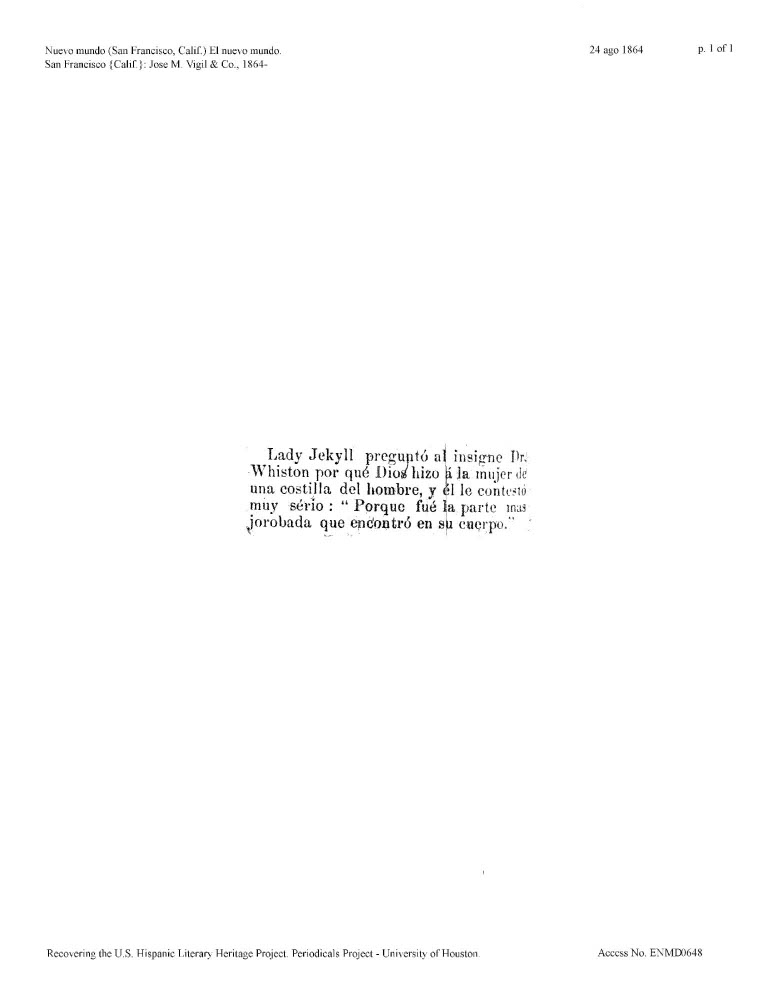 Nuevo mundo (San Francisco, Calif.) El nuevo mundo.
San Francisco {Calif.}: Jose M. Vigil & Co., 1864-
24 ago 1864
p. 1 of 1
Lady Jekyll preguntó al insigne Dr.
Whiston por qué Dios hizo á la mujer de
una costilla del hombre, y él le contestó
muy sério : “ Porque fué la parte mas
jorobada que encontró en su cuerpo.”
Recovering the U.S. Hispanic Literary Heritage Project. Periodicals Project - University of Houston.
Access No. ENMD0648